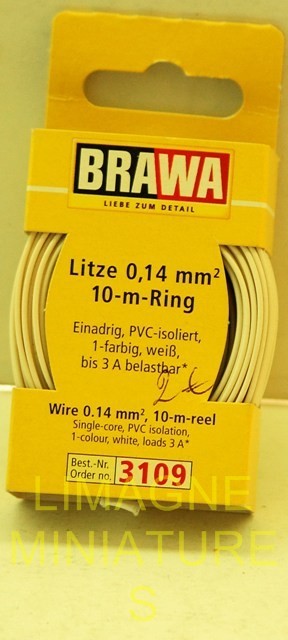 BRAWA
LIEBE ZUM DETAIL
Litze 0,14 mm²
10-m-Ring
Einadrig, PVC-isoliert,
1-farbig, weiß,
bis 3 A belastbar*
Wire 0.14 mm², 10-m-reel
Single-core, PVC isolation,
1-colour, white, loads 3 A*
Best.-Nr.
Order no. 3109
LIMAGNE
MINIATURE
S